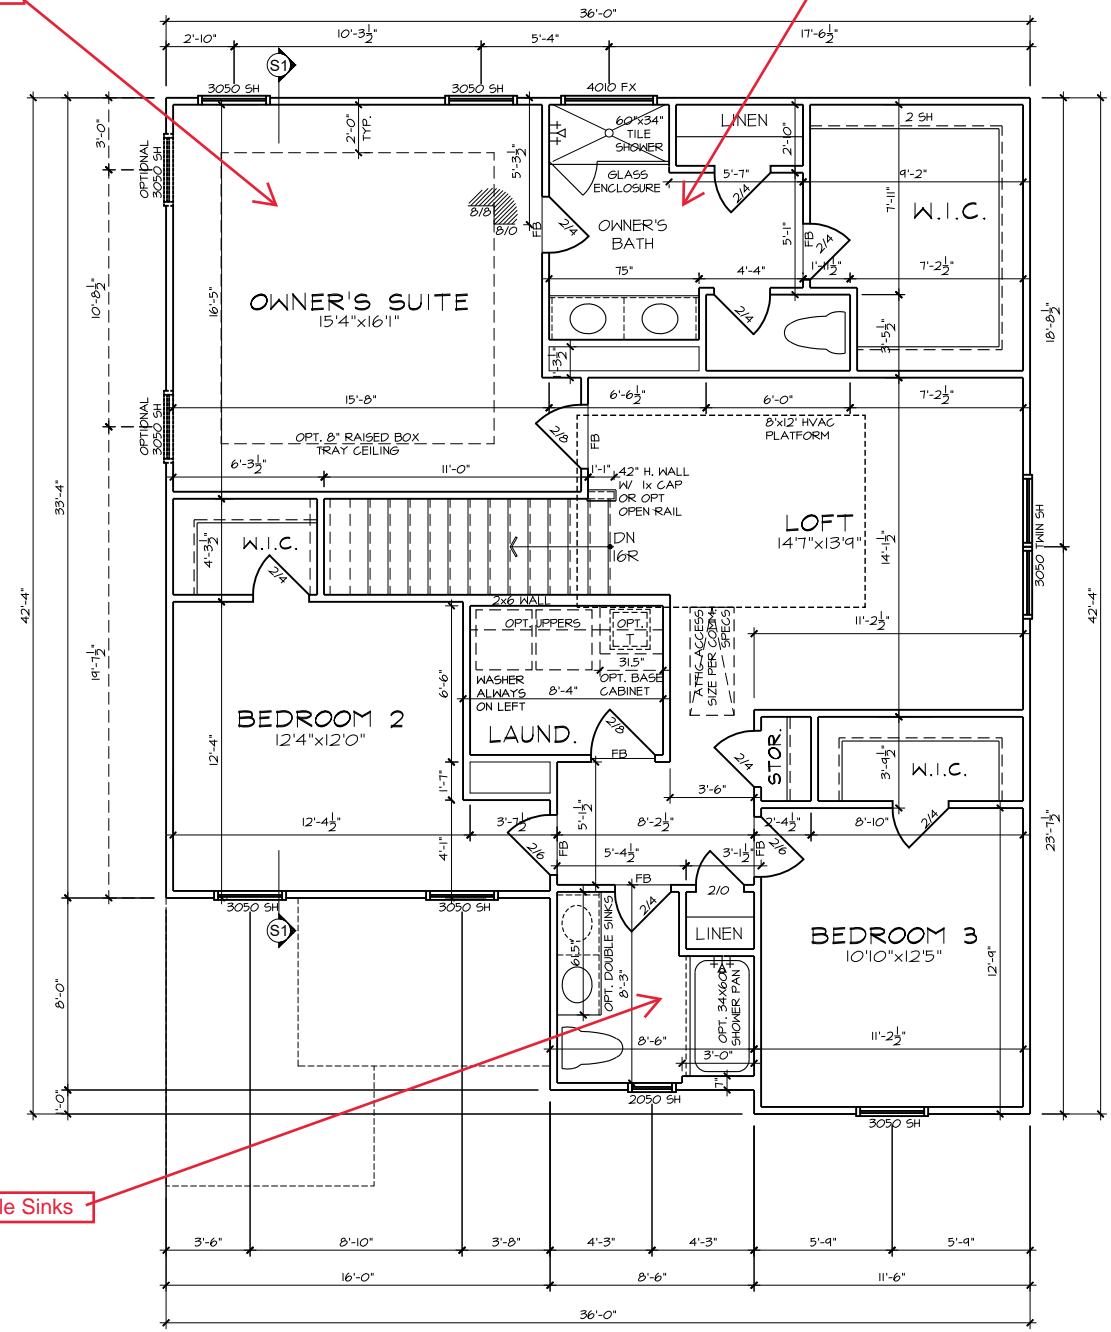 36'-0"
2'-10"
10'-3½"
5'-4"
17'-6½"
S1
3050 SH
3050 SH
4010 FX
3'-0"
OPTIONAL
3050 SH
2'-0"
TYP.
5'-3½"
60"x34"
TILE
SHOWER
LINEN
2'-10"
2 SH
GLASS
ENCLOSURE
5'-7"
9'-2"
2/4
7'-11"
W.I.C.
8/8
8/0
FB
2/4
OWNER'S
BATH
5'-1"
FB
2/4
75"
4'-4"
1'-11½"
7'-2½"
10'-8½"
16'-5"
OWNER'S SUITE
15'4"x16'1"
2/4
3'-5½"
18'-8½"
1'-3½"
15'-8"
6'-6½"
6'-0"
7'-2½"
OPTIONAL
3050 SH
8'x12' HVAC
PLATFORM
2/8
FB
OPT. 8" RAISED BOX
TRAY CEILING
6'-3½"
11'-0"
1'-1"
42" H. WALL
W/ 1x CAP
OR OPT
OPEN RAIL
33'-4"
LOFT
14'7"x13'9"
14'-1½"
3050 TWIN SH
DN
16R
4'-3½"
W.I.C.
2/4
2x6 WALL
OPT. UPPERS
OPT.
T
31.5"
OPT. BASE
CABINET
ATTIC ACCESS
SIZE PER COMM.
SPECS
11'-2½"
42'-4"
42'-4"
19'-7½"
6'-6"
WASHER
ALWAYS
ON LEFT
8'-4"
BEDROOM 2
12'4"x12'0"
12'-4"
LAUND.
2/8
FB
2/4
STOR.
3'-9½"
W.I.C.
1'-7"
3'-6"
5'-1½"
12'-4½"
3'-7½"
8'-2½"
2'-4½"
8'-10"
2/4
23'-7½"
4'-1"
2/6
FB
5'-4½"
3'-1½"
FB
2/6
FB
2/0
2/4
3050 SH
3050 SH
S1
LINEN
61.5"
OPT. DOUBLE SINKS
8'-3"
BEDROOM 3
10'10"x12'5"
12'-9"
8'-0"
OPT. 34X60
SHOWER PAN
8'-6"
3'-0"
11'-2½"
7"
1'-0"
2050 SH
3050 SH
le Sinks
3'-6"
8'-10"
3'-8"
4'-3"
4'-3"
5'-9"
5'-9"
16'-0"
8'-6"
11'-6"
36'-0"